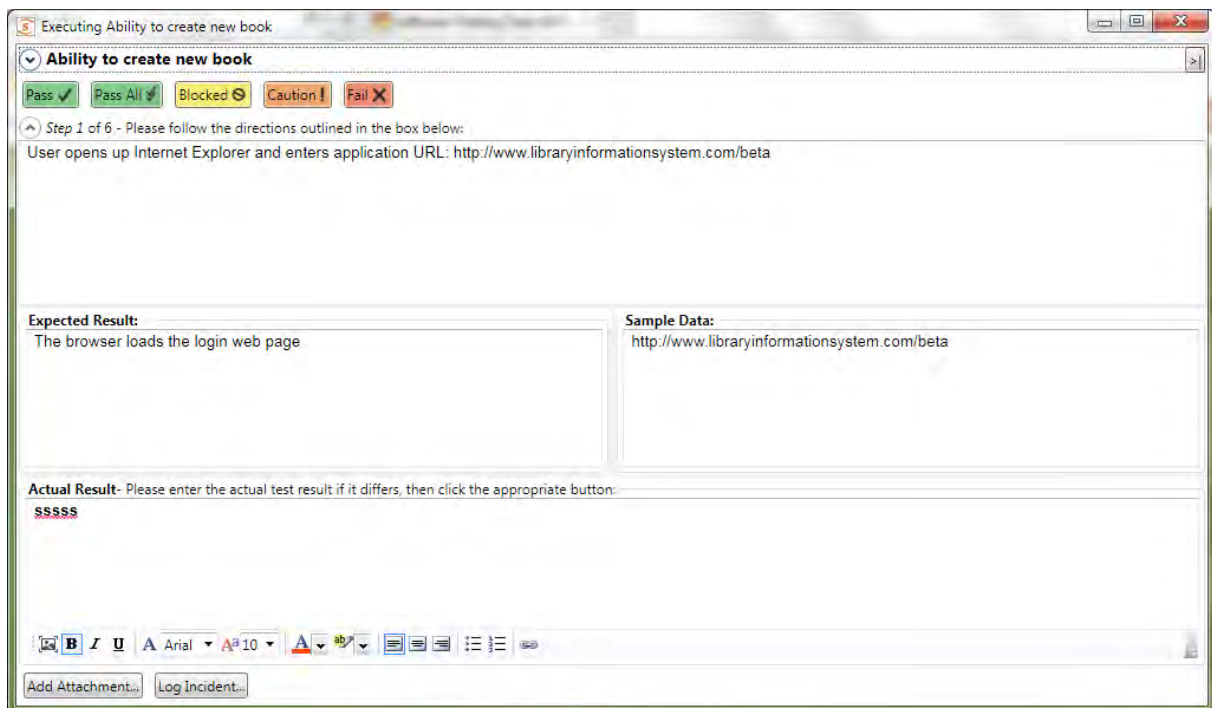 Executing Ability to create new book
Ability to create new book
Pass Pass All Blocked Caution ! Fail
Step 1 of 6 - Please follow the directions outlined in the box below:
User opens up Internet Explorer and enters application URL: http://www.libraryinformationsystem.com/beta
Expected Result: Sample Data:
The browser loads the login web page http://www.libraryinformationsystem.com/beta
Actual Result- Please enter the actual test result if it differs, then click the appropriate button:
sssss
B I U A Arial Aa 10 A ab
Add Attachment... Log Incident...